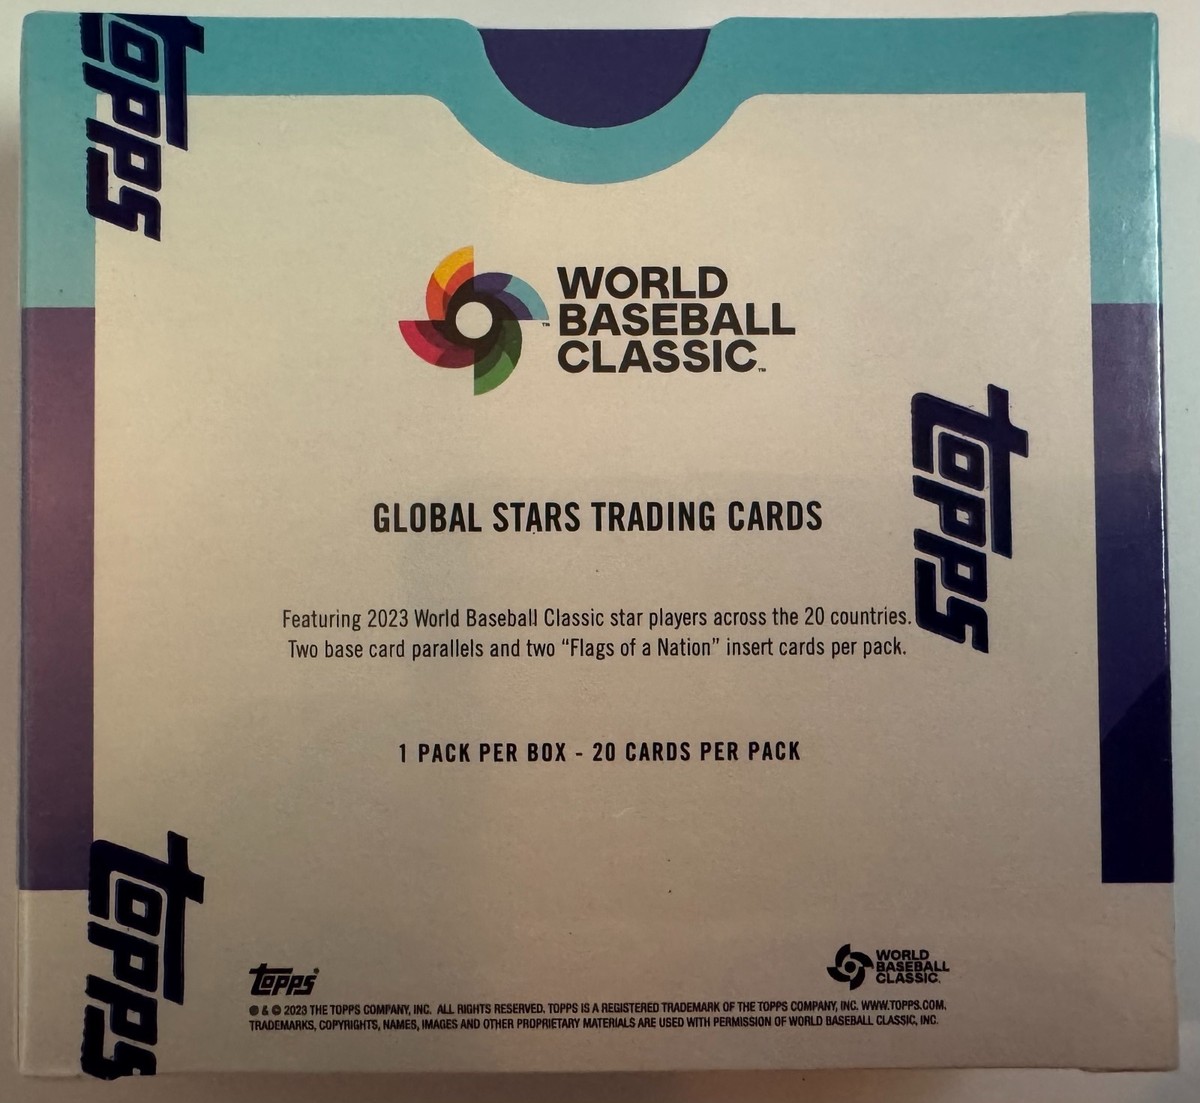 topps
WORLD
BASEBALL
CLASSIC™
™
topps
GLOBAL STARS TRADING CARDS
Featuring 2023 World Baseball Classic star players across the 20 countries.
Two base card parallels and two “Flags of a Nation” insert cards per pack.
1 PACK PER BOX - 20 CARDS PER PACK
topps
topps®
WORLD
BASEBALL
CLASSIC™
® & © 2023 THE TOPPS COMPANY, INC. ALL RIGHTS RESERVED. TOPPS IS A REGISTERED TRADEMARK OF THE TOPPS COMPANY, INC. WWW.TOPPS.COM.
TRADEMARKS, COPYRIGHTS, NAMES, IMAGES AND OTHER PROPRIETARY MATERIALS ARE USED WITH PERMISSION OF WORLD BASEBALL CLASSIC, INC.